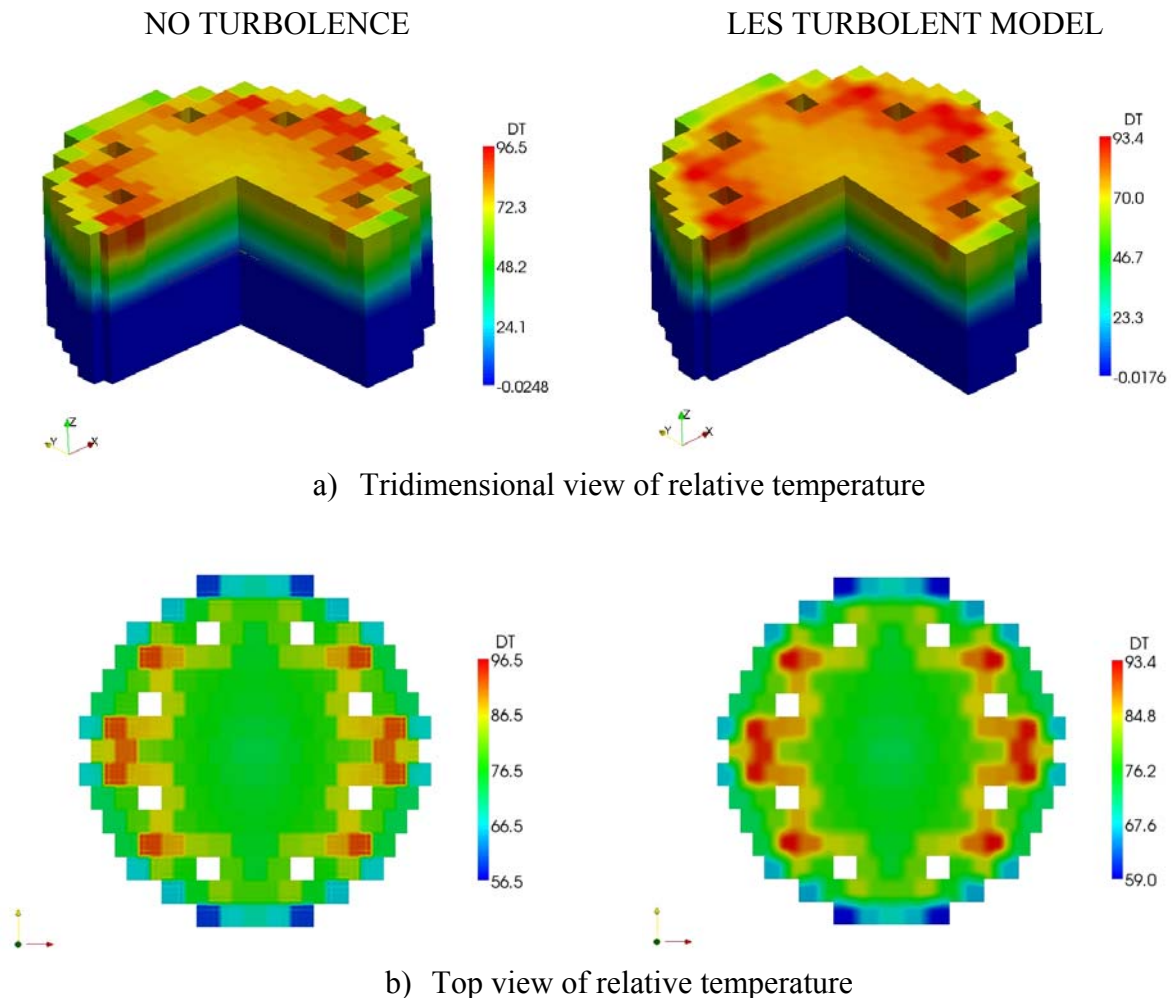 NO TURBOLENCE
LES TURBOLENT MODEL
DT
96.5
72.3
48.2
24.1
-0.0248
Z
Y
X
DT
93.4
70.0
46.7
23.3
-0.0176
Z
Y
X
a) Tridimensional view of relative temperature
DT
96.5
86.5
76.5
66.5
56.5
DT
93.4
84.8
76.2
67.6
59.0
b) Top view of relative temperature